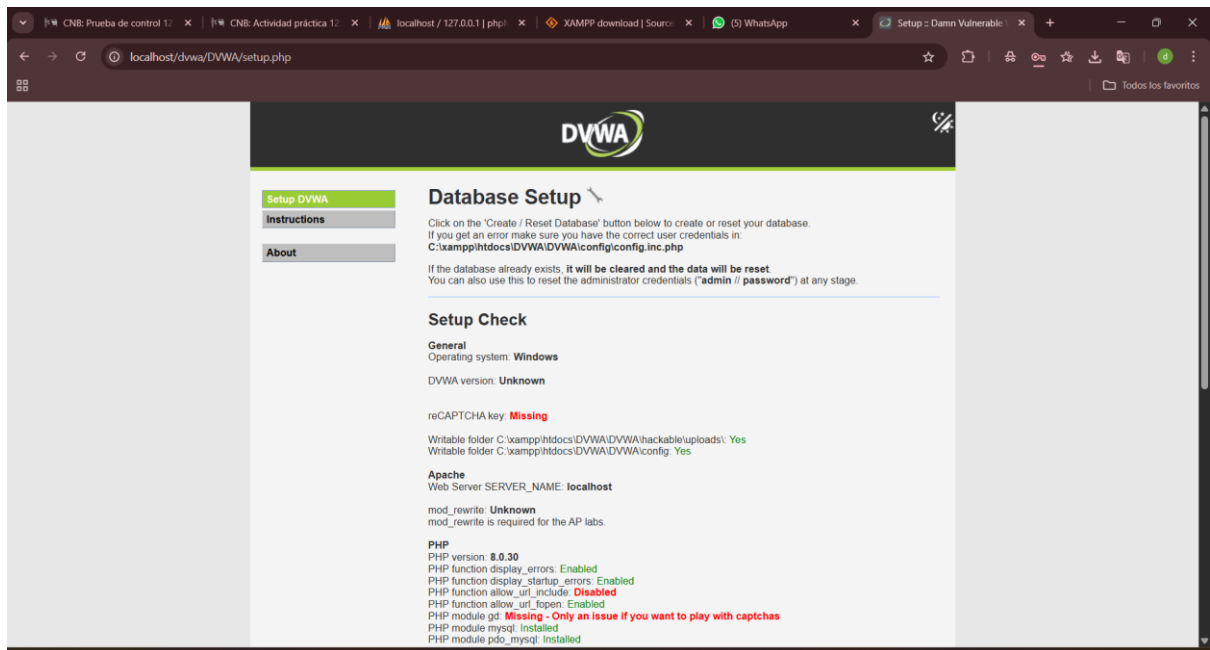 CNB: Prueba de control 12
CNB: Actividad práctica 12
localhost / 127.0.0.1 | php
XAMPP download | Source
(5) WhatsApp
Setup :: Damn Vulnerable
localhost/dvwa/DVWA/setup.php
d
Todos los favoritos
DVWA
Setup DVWA
Instructions
About
Database Setup
Click on the 'Create / Reset Database' button below to create or reset your database.
If you get an error make sure you have the correct user credentials in:
C:\xampp\htdocs\DVWA\DVWA\config\config.inc.php
If the database already exists, it will be cleared and the data will be reset.
You can also use this to reset the administrator credentials ("admin // password") at any stage.
Setup Check
General
Operating system: Windows
DVWA version: Unknown
reCAPTCHA key: Missing
Writable folder C:\xampp\htdocs\DVWA\DVWA\hackable\uploads\: Yes
Writable folder C:\xampp\htdocs\DVWA\DVWA\config: Yes
Apache
Web Server SERVER_NAME: localhost
mod_rewrite: Unknown
mod_rewrite is required for the AP labs.
PHP
PHP version: 8.0.30
PHP function display_errors: Enabled
PHP function display_startup_errors: Enabled
PHP function allow_url_include: Disabled
PHP function allow_url_fopen: Enabled
PHP module gd: Missing - Only an issue if you want to play with captchas
PHP module mysql: Installed
PHP module pdo_mysql: Installed